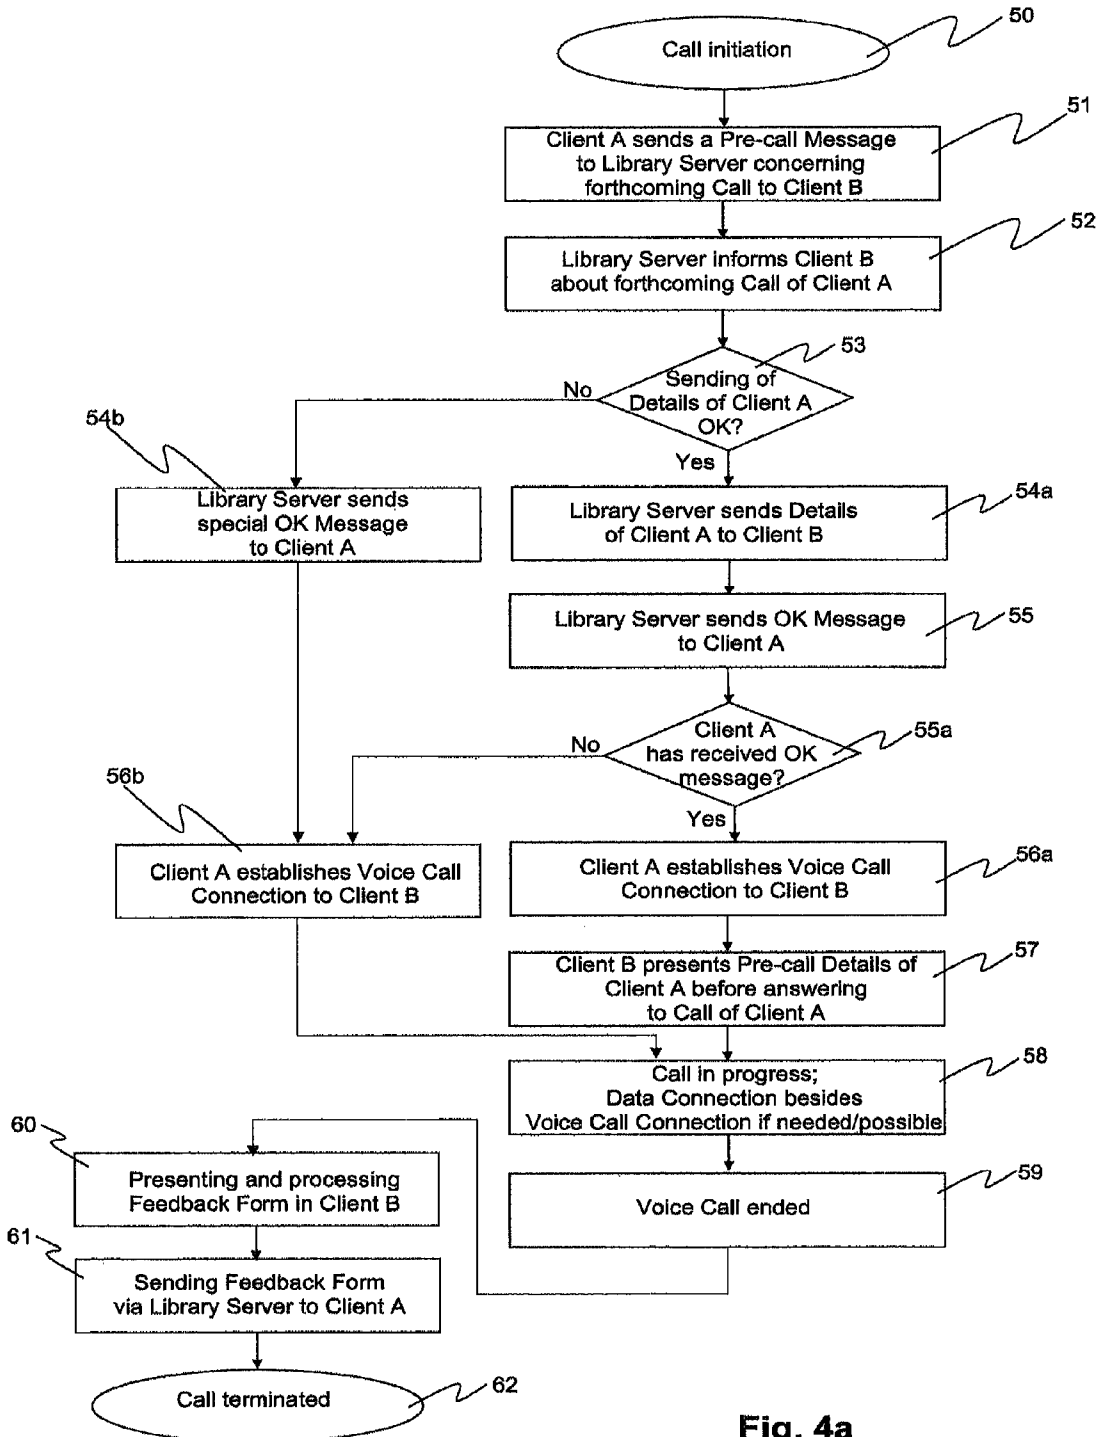 50
Call initiation
51
Client A sends a Pre-call Message
to Library Server concerning
forthcoming Call to Client B
52
Library Server informs Client B
about forthcoming Call of Client A
53
Sending of
Details of Client A
OK?
No
Yes
54b
Library Server sends
special OK Message
to Client A
54a
Library Server sends Details
of Client A to Client B
55
Library Server sends OK Message
to Client A
55a
Client A
has received OK
message?
No
Yes
56b
Client A establishes Voice Call
Connection to Client B
56a
Client A establishes Voice Call
Connection to Client B
57
Client B presents Pre-call Details of
Client A before answering
to Call of Client A
58
Call in progress;
Data Connection besides
Voice Call Connection if needed/possible
59
Voice Call ended
60
Presenting and processing
Feedback Form in Client B
61
Sending Feedback Form
via Library Server to Client A
62
Call terminated
Fig. 4a